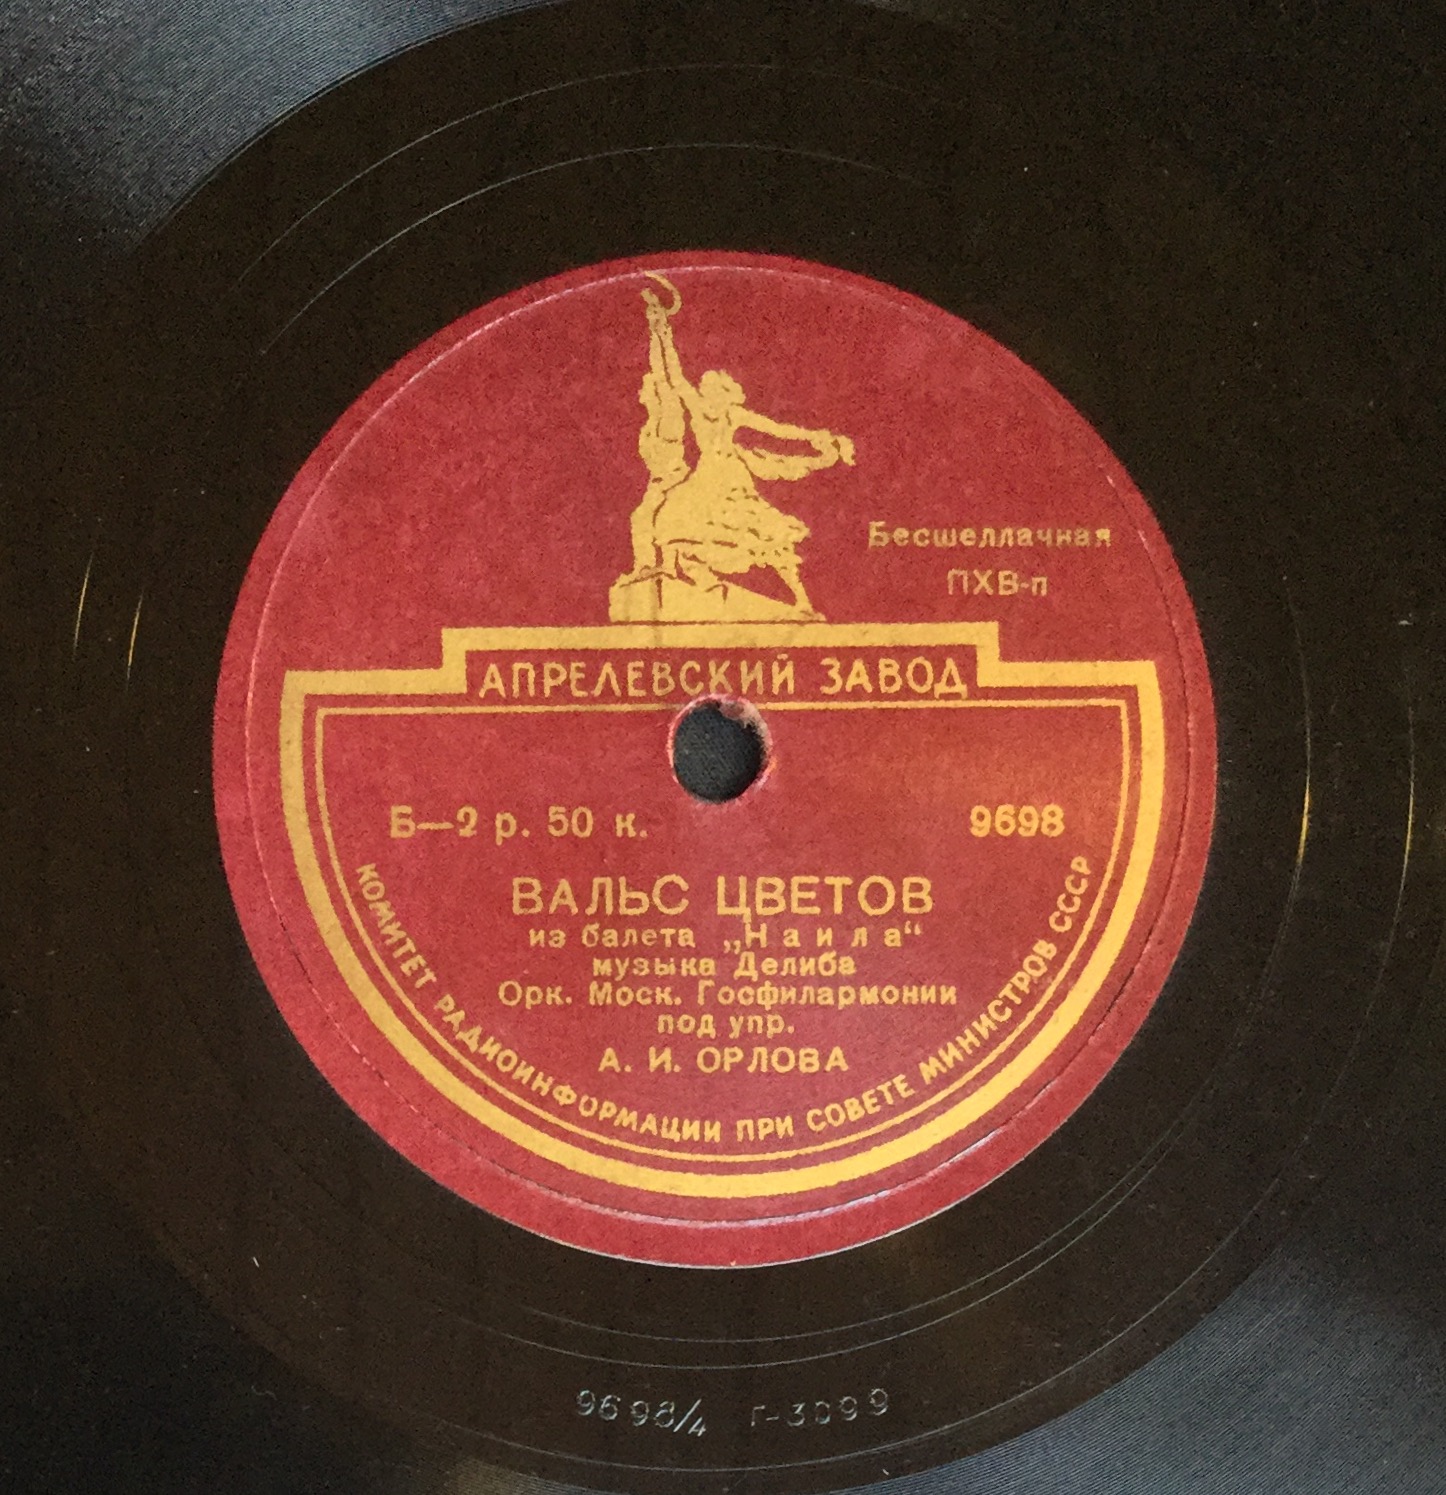 Бесшеллачная
ПХВ-п
АПРЕЛЕВСКИЙ ЗАВОД
Б—2 р. 50 к.
9698
ВАЛЬС ЦВЕТОВ
из балета „Наила“
музыка Делиба
Орк. Моск. Госфилармонии
под упр.
А. И. ОРЛОВА
КОМИТЕТ РАДИОИНФОРМАЦИИ ПРИ СОВЕТЕ МИНИСТРОВ СССР
9698/4 Г-3099